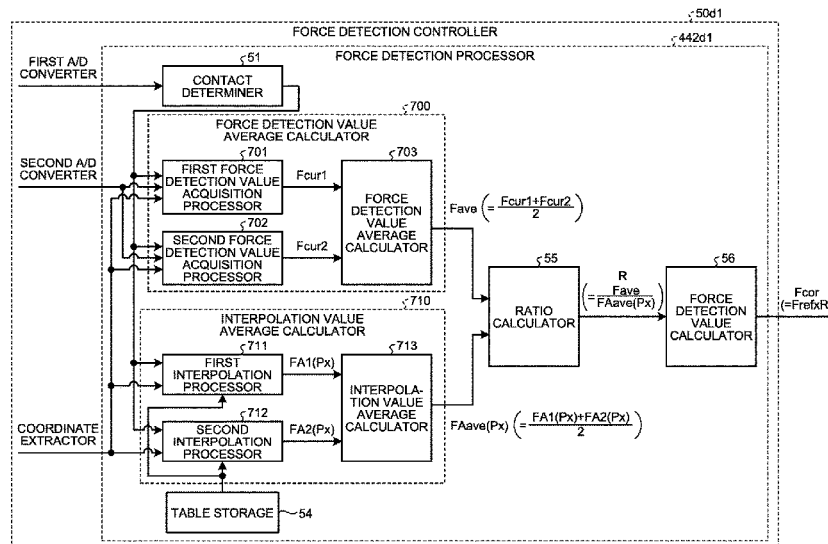 50d1
FORCE DETECTION CONTROLLER
442d1
FORCE DETECTION PROCESSOR
FIRST A/D
CONVERTER
51
CONTACT
DETERMINER
700
FORCE DETECTION VALUE
AVERAGE CALCULATOR
SECOND A/D
CONVERTER
701
FIRST FORCE
DETECTION VALUE
ACQUISITION
PROCESSOR
Fcur1
702
SECOND FORCE
DETECTION VALUE
ACQUISITION
PROCESSOR
Fcur2
703
FORCE
DETECTION
VALUE
AVERAGE
CALCULATOR
Fave (= Fcur1+Fcur2
2 )
710
INTERPOLATION VALUE
AVERAGE CALCULATOR
711
FIRST
INTERPOLATION
PROCESSOR
FA1(Px)
712
SECOND
INTERPOLATION
PROCESSOR
FA2(Px)
713
INTERPOLA-
TION VALUE
AVERAGE
CALCULATOR
FAave(Px) (= FA1(Px)+FA2(Px)
2 )
COORDINATE
EXTRACTOR
TABLE STORAGE
54
55
RATIO
CALCULATOR
R
(= Fave
FAave(Px) )
56
FORCE
DETECTION
VALUE
CALCULATOR
Fcor
(=FrefxR)